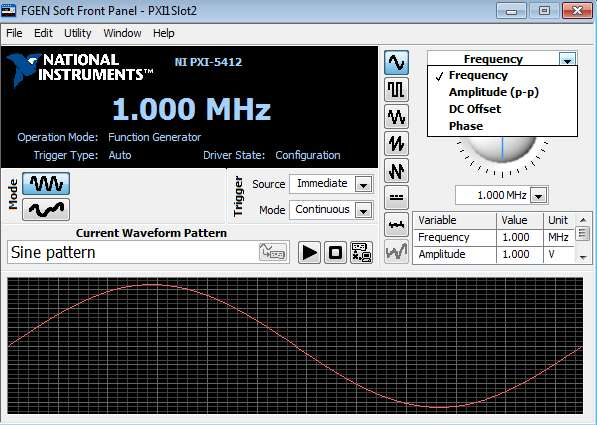 FGEN Soft Front Panel - PXI1Slot2
File Edit Utility Window Help
NATIONAL
INSTRUMENTS™
NI PXI-5412
1.000 MHz
Operation Mode: Function Generator
Trigger Type: Auto Driver State: Configuration
Frequency
✓ Frequency
Amplitude (p-p)
DC Offset
Phase
1.000 MHz
Mode
Trigger
Source Immediate
Mode Continuous
Variable Value Unit
Frequency 1.000 MHz
Amplitude 1.000 V
Current Waveform Pattern
Sine pattern